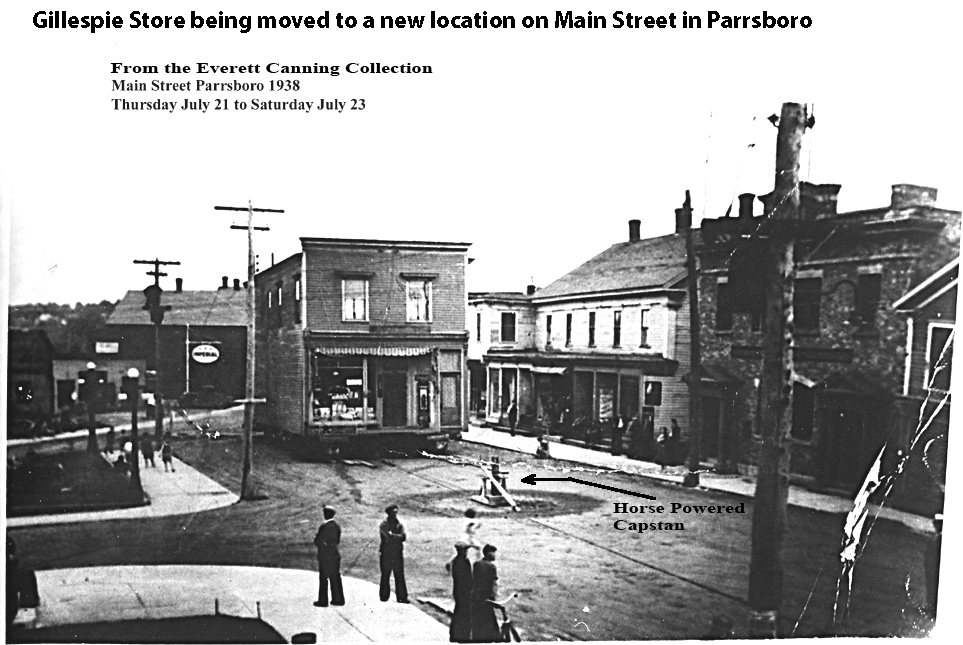 Gillespie Store being moved to a new location on Main Street in Parrsboro
From the Everett Canning Collection
Main Street Parrsboro 1938
Thursday July 21 to Saturday July 23
IMPERIAL
Horse Powered
Capstan